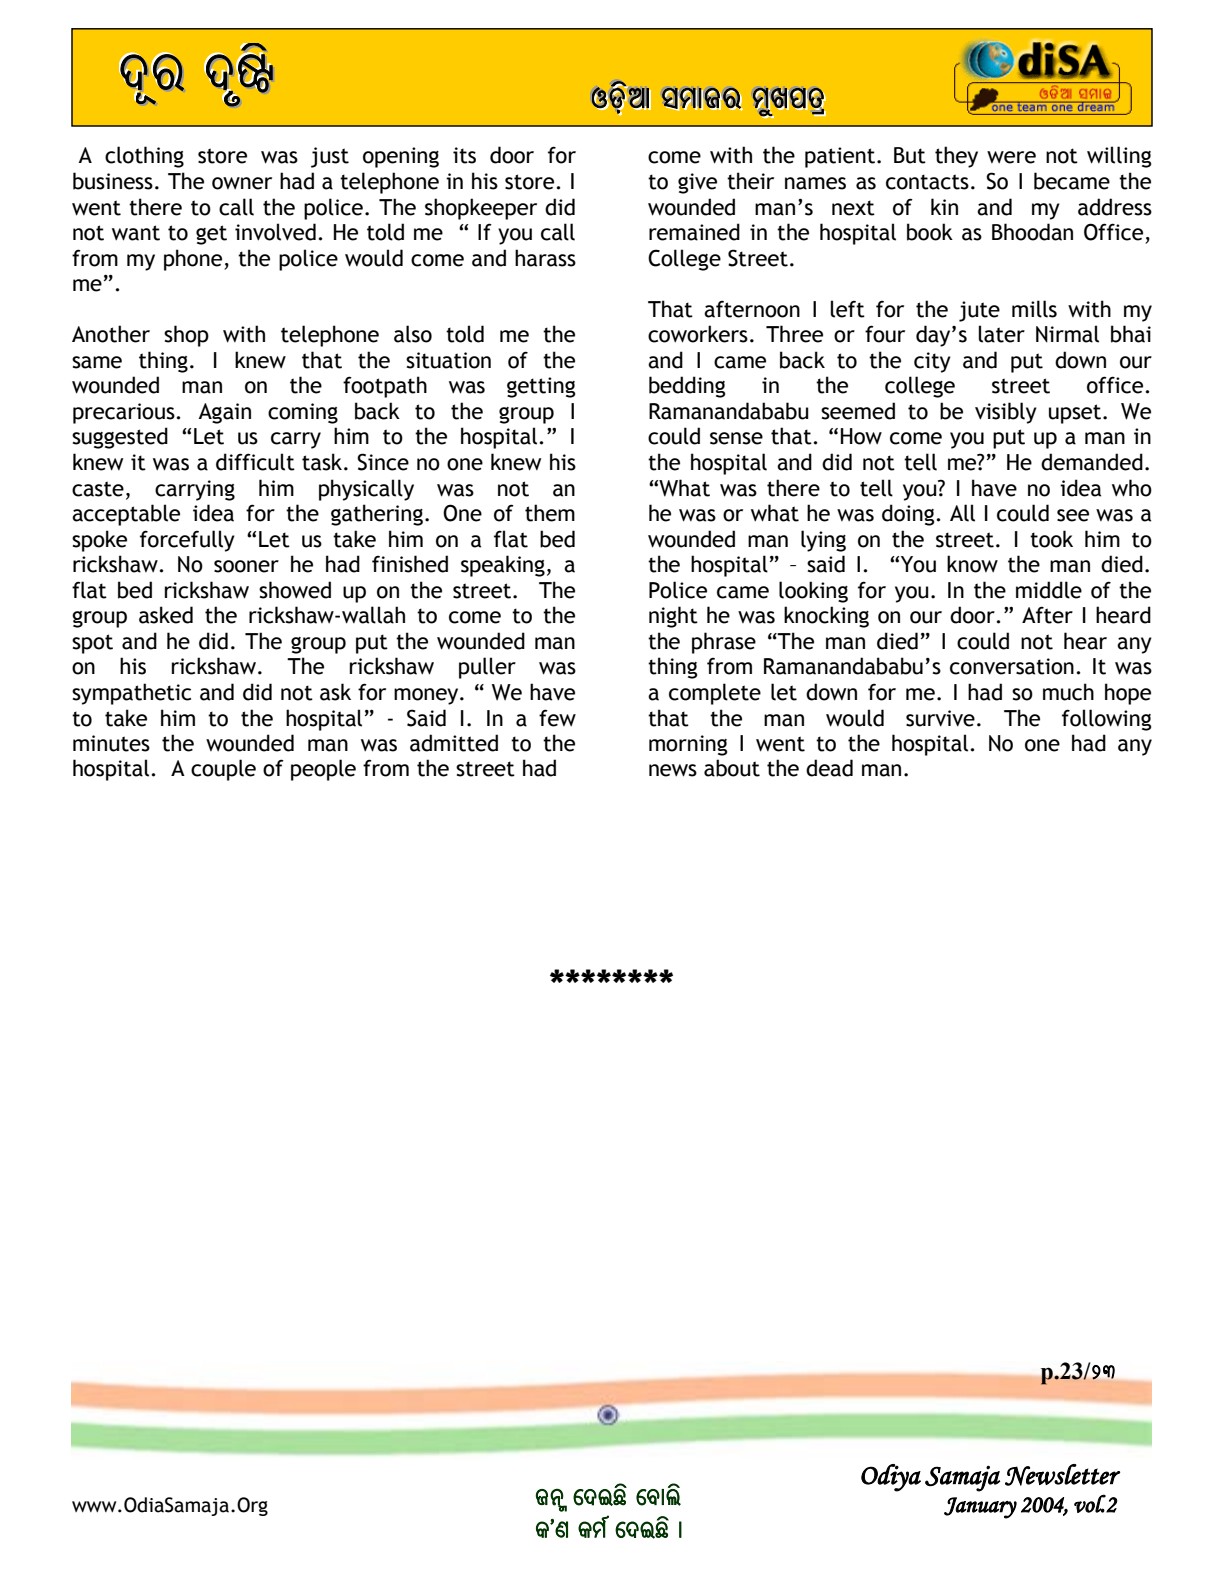 ଦୂର ଦୃଷ୍ଟି
ଓଡ଼ିଆ ସମାଜର ମୁଖପତ୍ର
diSA
ଓଡିଆ ସମାଜ
one team one dream
A clothing store was just opening its door for
business. The owner had a telephone in his store. I
went there to call the police. The shopkeeper did
not want to get involved. He told me “ If you call
from my phone, the police would come and harass
me”.
Another shop with telephone also told me the
same thing. I knew that the situation of the
wounded man on the footpath was getting
precarious. Again coming back to the group I
suggested “Let us carry him to the hospital.” I
knew it was a difficult task. Since no one knew his
caste, carrying him physically was not an
acceptable idea for the gathering. One of them
spoke forcefully “Let us take him on a flat bed
rickshaw. No sooner he had finished speaking, a
flat bed rickshaw showed up on the street. The
group asked the rickshaw-wallah to come to the
spot and he did. The group put the wounded man
on his rickshaw. The rickshaw puller was
sympathetic and did not ask for money. “ We have
to take him to the hospital” - Said I. In a few
minutes the wounded man was admitted to the
hospital. A couple of people from the street had
come with the patient. But they were not willing
to give their names as contacts. So I became the
wounded man’s next of kin and my address
remained in the hospital book as Bhoodan Office,
College Street.
That afternoon I left for the jute mills with my
coworkers. Three or four day’s later Nirmal bhai
and I came back to the city and put down our
bedding in the college street office.
Ramanandababu seemed to be visibly upset. We
could sense that. “How come you put up a man in
the hospital and did not tell me?” He demanded.
“What was there to tell you? I have no idea who
he was or what he was doing. All I could see was a
wounded man lying on the street. I took him to
the hospital” – said I. “You know the man died.
Police came looking for you. In the middle of the
night he was knocking on our door.” After I heard
the phrase “The man died” I could not hear any
thing from Ramanandababu’s conversation. It was
a complete let down for me. I had so much hope
that the man would survive. The following
morning I went to the hospital. No one had any
news about the dead man.
********
p.23/୨୩
www.OdiaSamaja.Org
ଜନ୍ମ ଦେଇଛି ବୋଲି
କ'ଣ କର୍ମ ଦେଇଛି ।
Odiya Samaja Newsletter
January 2004, vol.2